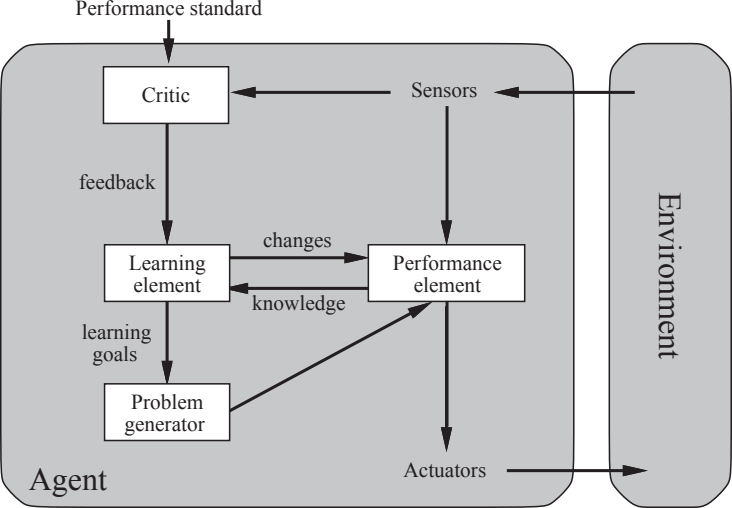 Performance standard
Critic
Sensors
feedback
Learning
element
changes
knowledge
Performance
element
Environment
learning
goals
Problem
generator
Actuators
Agent